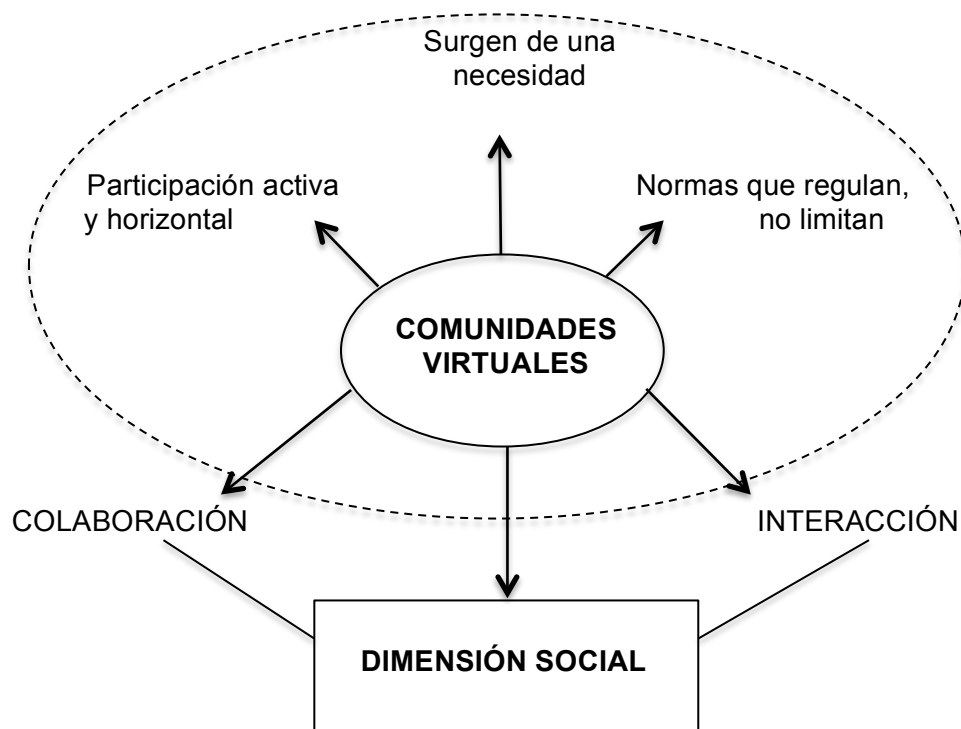 Surgen de una
necesidad
Participación activa
y horizontal
Normas que regulan,
no limitan
COMUNIDADES
VIRTUALES
COLABORACIÓN
INTERACCIÓN
DIMENSIÓN SOCIAL